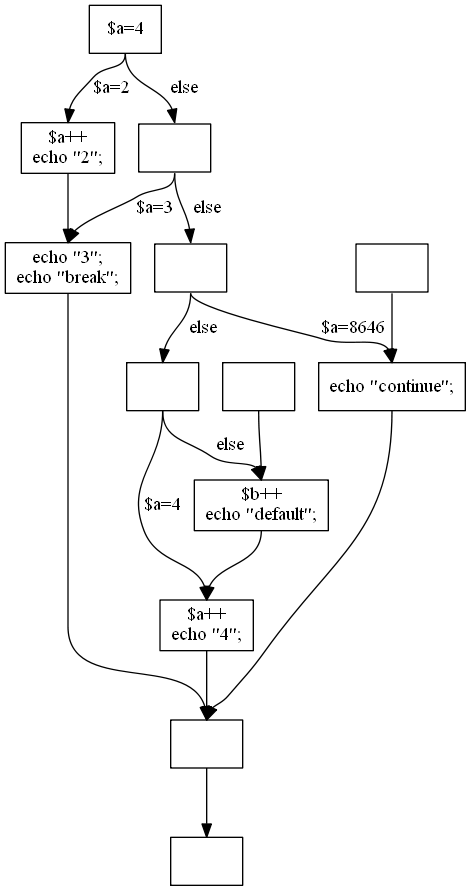 $a=4
$a=2
else
$a++
echo "2";
$a=3
else
echo "3";
echo "break";
else
$a=8646
echo "continue";
else
$a=4
$b++
echo "default";
$a++
echo "4";